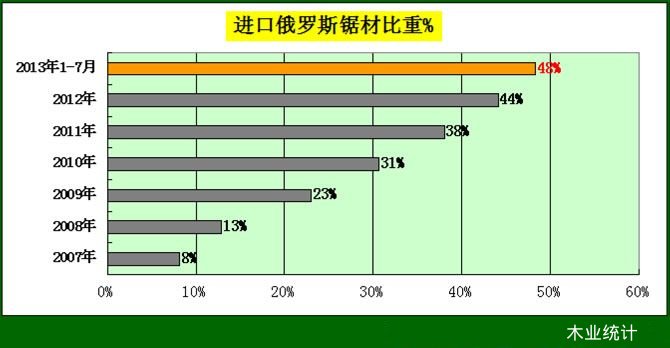 进口俄罗斯锯材比重%
2013年1-7月 48%
2012年 44%
2011年 38%
2010年 31%
2009年 23%
2008年 13%
2007年 8%
0% 10% 20% 30% 40% 50% 60%
木业统计